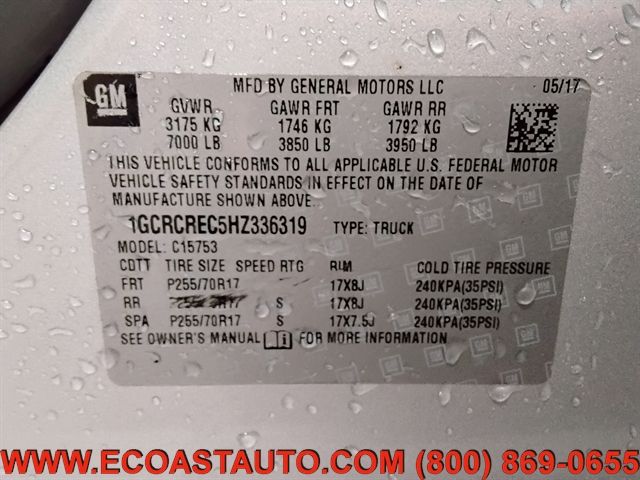 GM
MFD BY GENERAL MOTORS LLC 05/17
GVWR GAWR FRT GAWR RR
3175 KG 1746 KG 1792 KG
7000 LB 3850 LB 3950 LB
THIS VEHICLE CONFORMS TO ALL APPLICABLE U.S. FEDERAL MOTOR
VEHICLE SAFETY STANDARDS IN EFFECT ON THE DATE OF
MANUFACTURE SHOWN ABOVE.
1GCRCREC5HZ336319 TYPE: TRUCK
MODEL: C15753
CDTT TIRE SIZE SPEED RTG RIM COLD TIRE PRESSURE
FRT P255/70R17 17X8J 240KPA(35PSI)
RR S 17X8J 240KPA(35PSI)
SPA P255/70R17 S 17X7.5J 240KPA(35PSI)
SEE OWNER'S MANUAL FOR MORE INFORMATION
WWW.ECOASTAUTO.COM (800) 869-0655